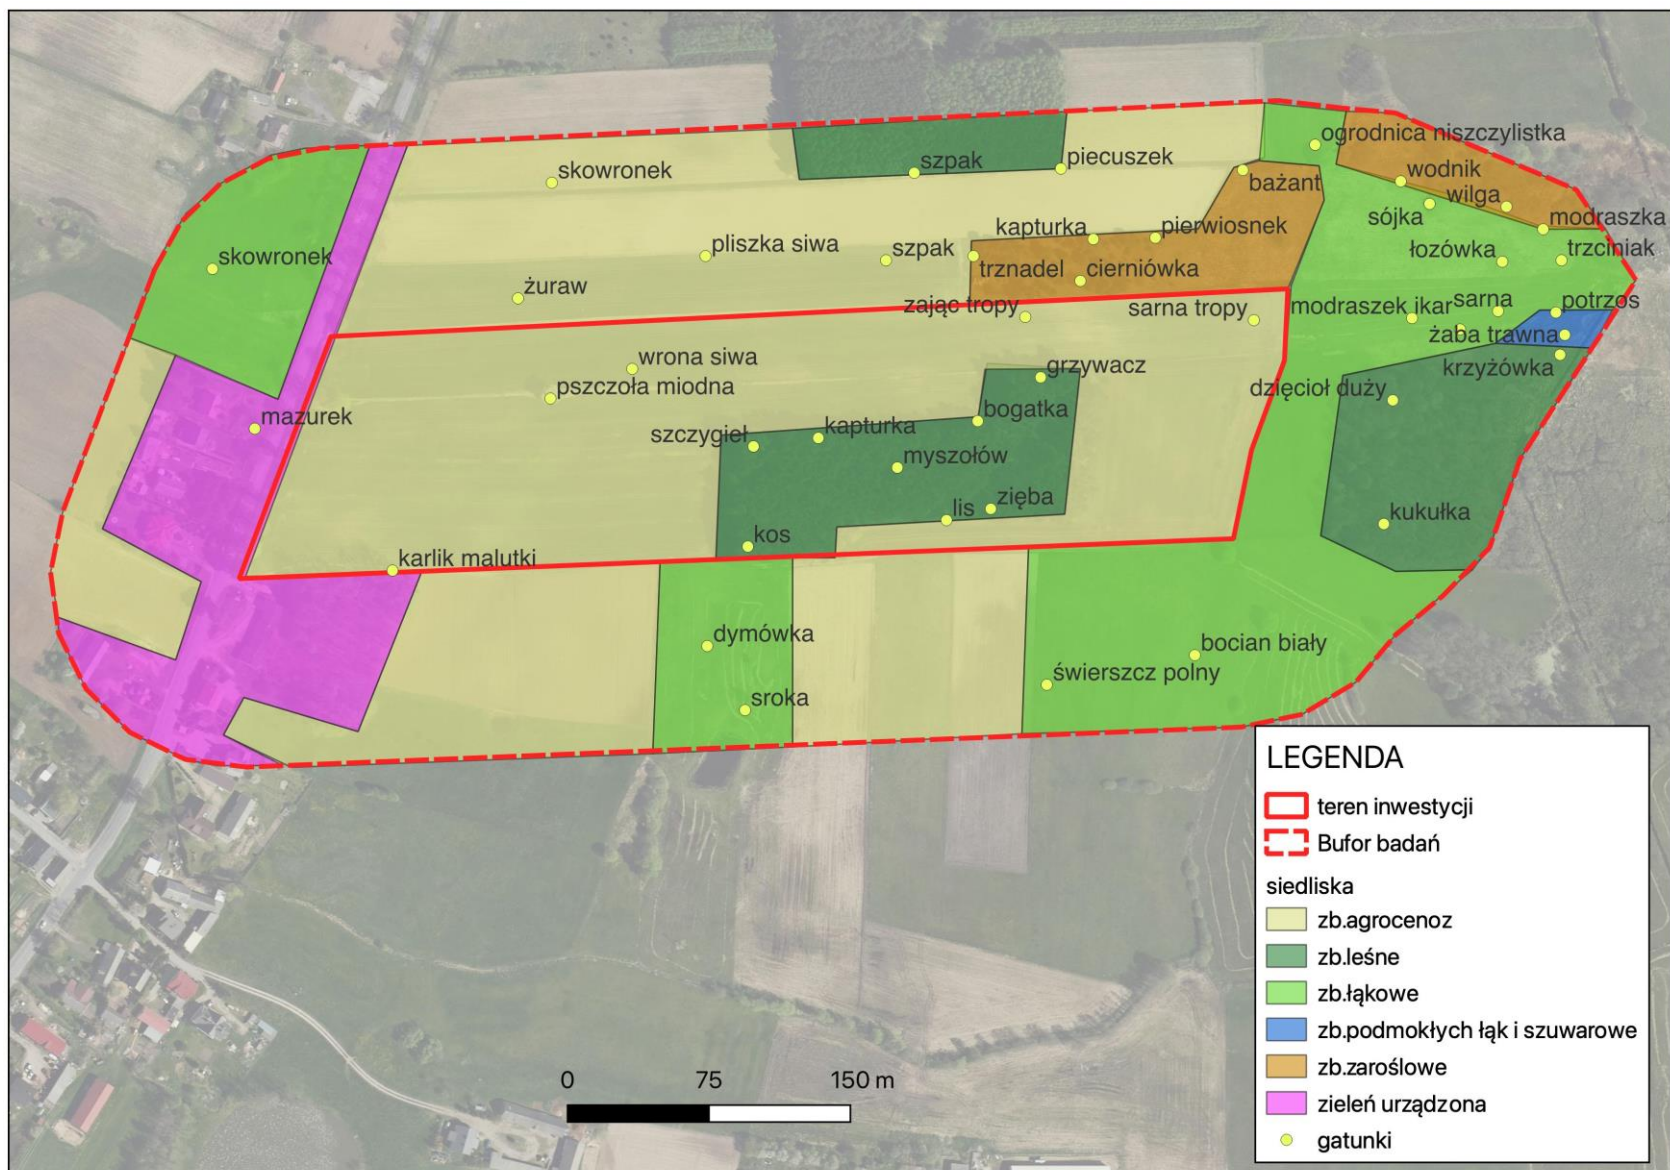 ogrodnica niszczylistka
szpak
piecuszek
skowronek
bażant
wodnik
wilga
sójka
modraszka
kapturka
pierwiosnek
pliszka siwa
szpak
łozówka
trzciniak
skowronek
trznadel
cierniówka
żuraw
zając tropy
sarna tropy
modraszek ikar
sarna
potrzos
żaba trawna
wrona siwa
grzywacz
krzyżówka
pszczoła miodna
dzięcioł duży
mazurek
bogatka
szczygieł
kapturka
myszołów
lis
zięba
kukułka
kos
karlik malutki
dymówka
bocian biały
świerszcz polny
sroka
LEGENDA
teren inwestycji
Bufor badań
siedliska
zb.agrocenoz
zb.leśne
zb.łąkowe
zb.podmokłych łąk i szuwarowe
zb.zaroślowe
zieleń urządzona
gatunki
0 75 150 m